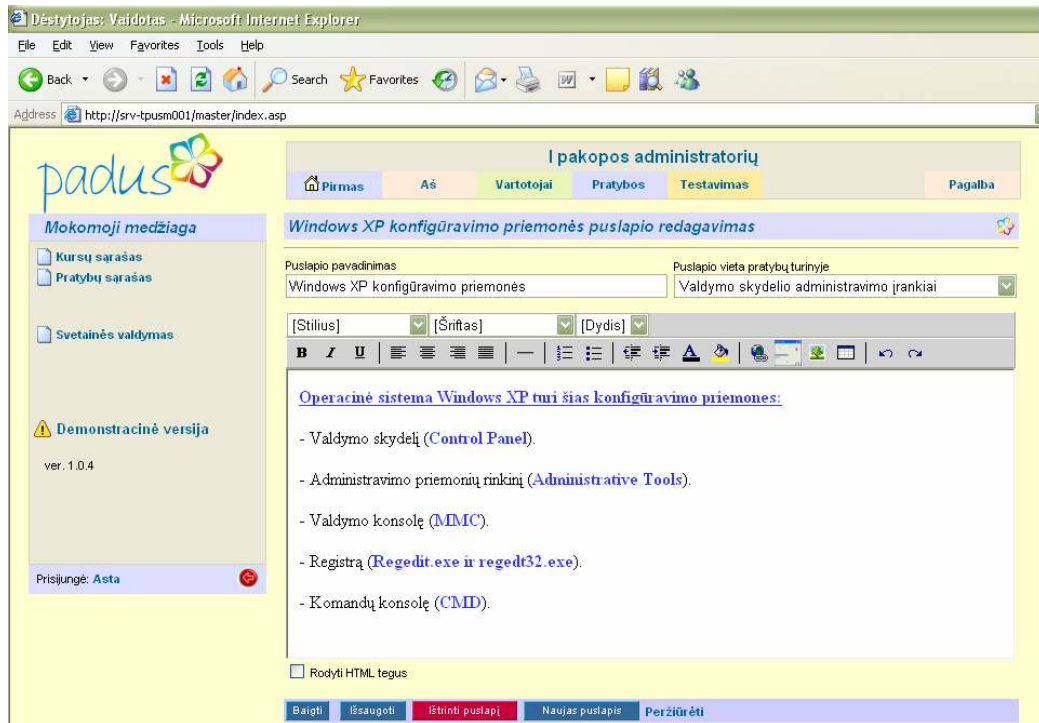 Dėstytojas: Vaidotas - Microsoft Internet Explorer
File Edit View Favorites Tools Help
Back Search Favorites
Address http://srv-tpusm001/master/index.asp
padus
I pakopos administratorių
Pirmas Aš Vartotojai Pratybos Testavimas Pagalba
Mokomoji medžiaga
Kursų sąrašas
Pratybų sąrašas
Svetainės valdymas
Demonstracinė versija
ver. 1.0.4
Prisijungė: Asta
Windows XP konfigūravimo priemonės puslapio redagavimas
Puslapio pavadinimas Puslapio vieta pratybų turinyje
Windows XP konfigūravimo priemonės Valdymo skydelio administravimo įrankiai
[Stilius] [Šriftas] [Dydis]
B I U A
Operacinė sistema Windows XP turi šias konfigūravimo priemones:
- Valdymo skydelį (Control Panel).
- Administravimo priemonių rinkinį (Administrative Tools).
- Valdymo konsolę (MMC).
- Registrą (Regedit.exe ir regedt32.exe).
- Komandų konsolę (CMD).
Rodyti HTML tegus
Baigti Išsaugoti Ištrinti puslapį Naujas puslapis Peržiūrėti